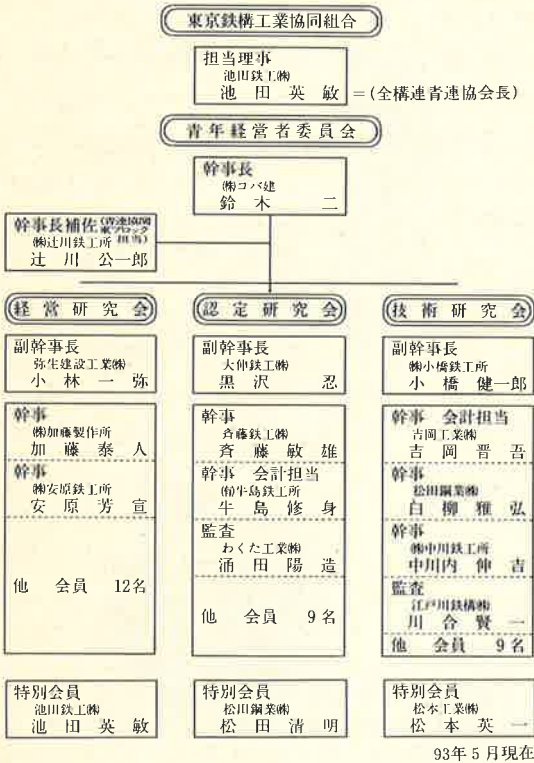 東京鉄構工業協同組合
担当理事
池田鉄工㈱
池田英敏 =(全構連青連協会長)
青年経営者委員会
幹事長
㈱コバ建
鈴木 二
幹事長補佐(青連協関東ブロック担当)
㈱辻川鉄工所
辻川公一郎
経営研究会
副幹事長
弥生建設工業㈱
小林一弥
幹事
㈱加藤製作所
加藤泰人
幹事
㈱安原鉄工所
安原芳宣
他 会員 12名
特別会員
池田鉄工㈱
池田英敏
認定研究会
副幹事長
大伸鉄工㈱
黒沢 忍
幹事
斉藤鉄工㈱
斉藤敏雄
幹事 会計担当
㈲牛島鉄工所
牛島修身
監査
わくた工業㈱
涌田陽造
他 会員 9名
特別会員
松田鋼業㈱
松田清明
技術研究会
副幹事長
㈱小橋鉄工所
小橋健一郎
幹事 会計担当
吉岡工業㈱
吉岡晋吾
幹事
松田鋼業㈱
白柳雅弘
幹事
㈱中川鉄工所
中川内伸吉
監査
江戸川鉄構㈱
川合賢一
他 会員 9名
特別会員
松本工業㈱
松本英一
93年5月現在